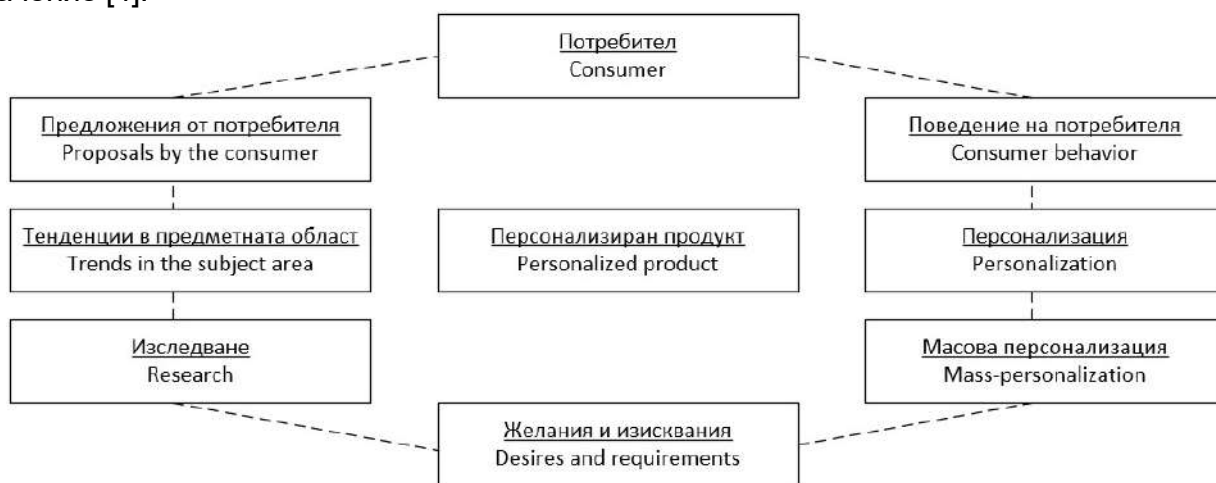 Потребител
Consumer
Предложения от потребителя
Proposals by the consumer
Поведение на потребителя
Consumer behavior
Тенденции в предметната област
Trends in the subject area
Персонализиран продукт
Personalized product
Персонализация
Personalization
Изследване
Research
Масова персонализация
Mass-personalization
Желания и изисквания
Desires and requirements